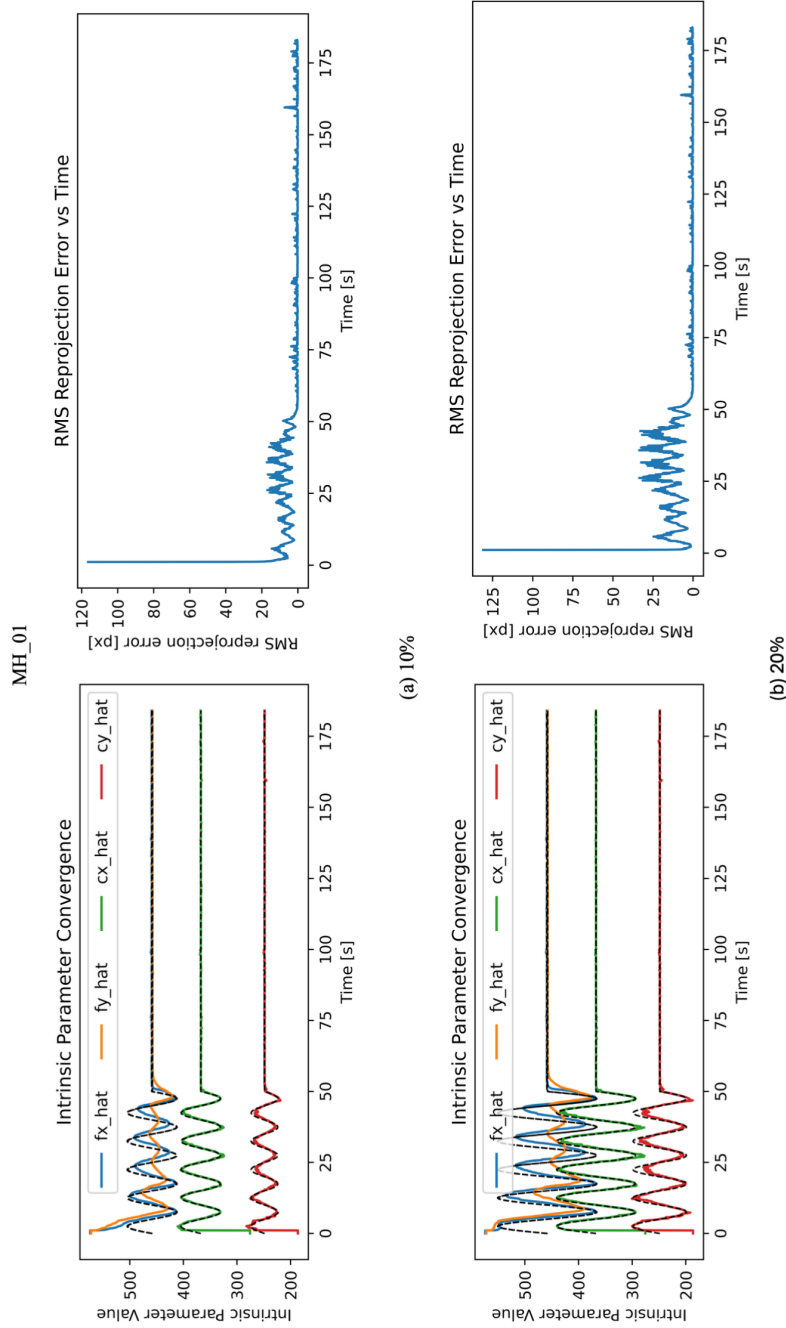 MH_01
Intrinsic Parameter Convergence
fx_hat fy_hat cx_hat cy_hat
Intrinsic Parameter Value
500
400
300
200
0 25 50 75 100 125 150 175
Time [s]
RMS Reprojection Error vs Time
RMS reprojection error [px]
120
100
80
60
40
20
0
0 25 50 75 100 125 150 175
Time [s]
(a) 10%
Intrinsic Parameter Convergence
fx_hat fy_hat cx_hat cy_hat
Intrinsic Parameter Value
500
400
300
200
0 25 50 75 100 125 150 175
Time [s]
RMS Reprojection Error vs Time
RMS reprojection error [px]
125
100
75
50
25
0
0 25 50 75 100 125 150 175
Time [s]
(b) 20%